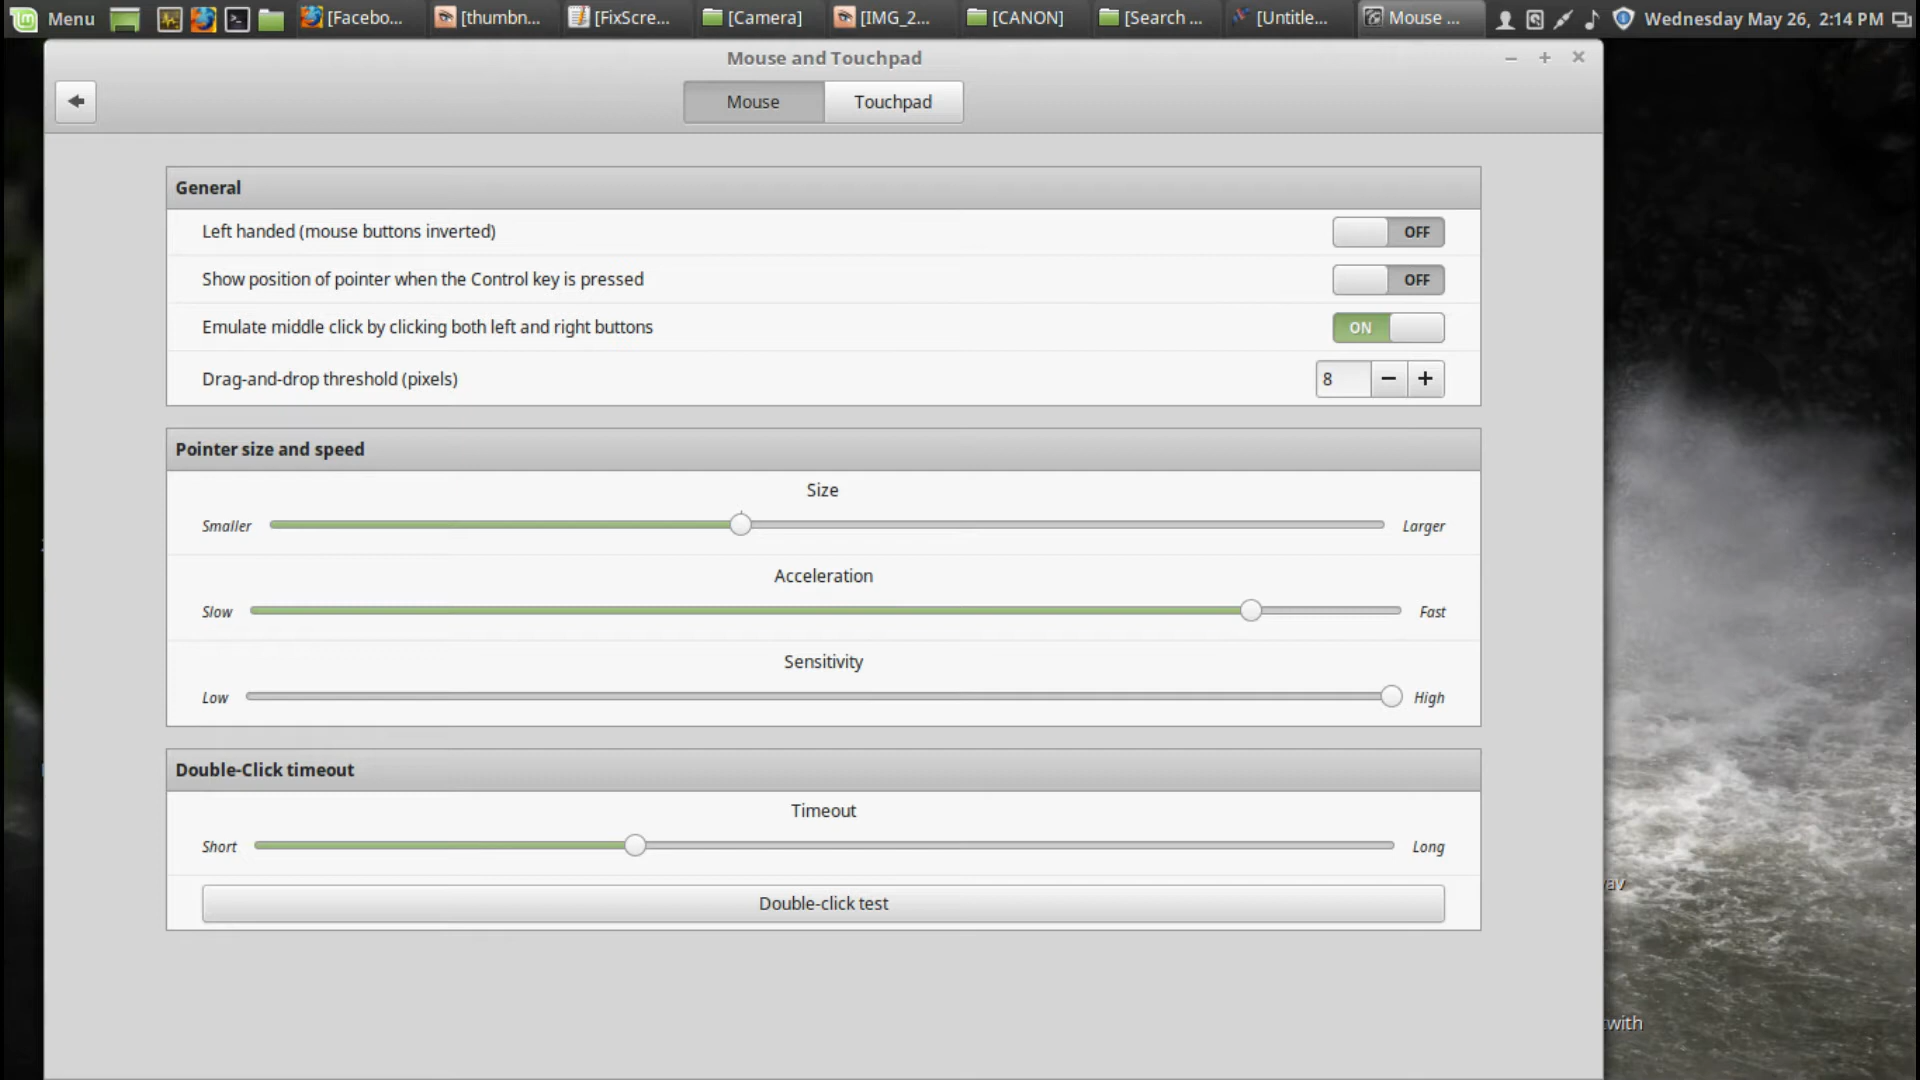 Menu [Facebo... [thumbn... [FixScre... [Camera] [IMG_2... [CANON] [Search ... [Untitle... Mouse ... Wednesday May 26, 2:14 PM
Mouse and Touchpad
Mouse Touchpad
General
Left handed (mouse buttons inverted) OFF
Show position of pointer when the Control key is pressed OFF
Emulate middle click by clicking both left and right buttons ON
Drag-and-drop threshold (pixels) 8 − +
Pointer size and speed
Size
Smaller Larger
Acceleration
Slow Fast
Sensitivity
Low High
Double-Click timeout
Timeout
Short Long
Double-click test
with